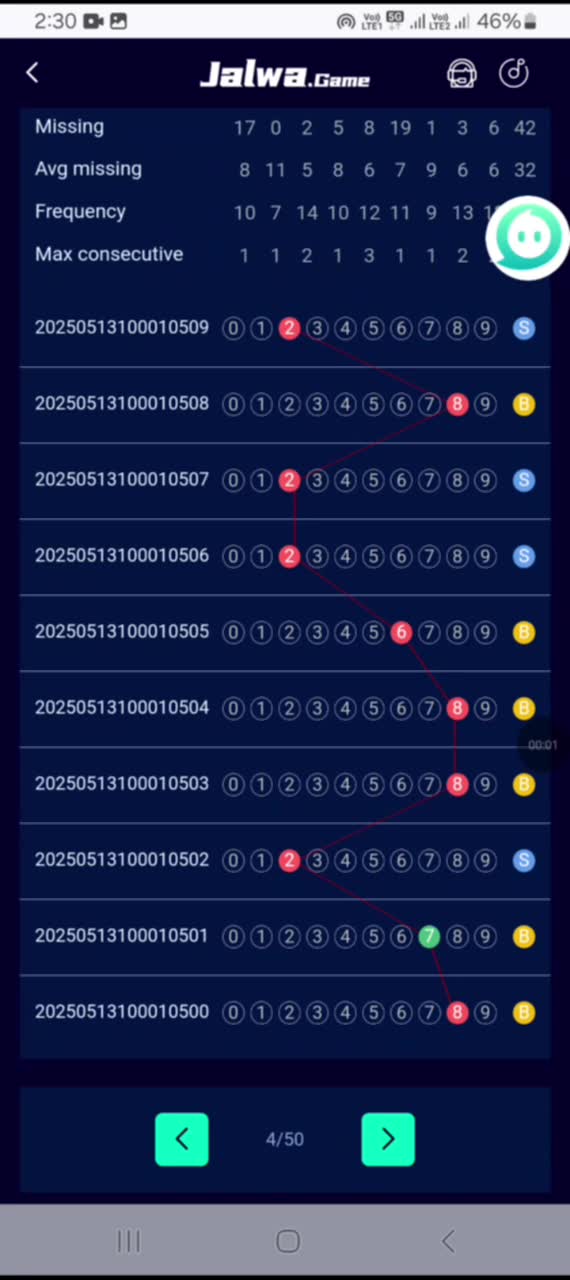 2:30 Vo) LTE1 5G Vo) LTE2 46%
Jalwa.Game
Missing 17 0 2 5 8 19 1 3 6 42
Avg missing 8 11 5 8 6 7 9 6 6 32
Frequency 10 7 14 10 12 11 9 13
Max consecutive 1 1 2 1 3 1 1 2
20250513100010509 0 1 2 3 4 5 6 7 8 9 S
20250513100010508 0 1 2 3 4 5 6 7 8 9 B
20250513100010507 0 1 2 3 4 5 6 7 8 9 S
20250513100010506 0 1 2 3 4 5 6 7 8 9 S
20250513100010505 0 1 2 3 4 5 6 7 8 9 B
20250513100010504 0 1 2 3 4 5 6 7 8 9 B
00:01
20250513100010503 0 1 2 3 4 5 6 7 8 9 B
20250513100010502 0 1 2 3 4 5 6 7 8 9 S
20250513100010501 0 1 2 3 4 5 6 7 8 9 B
20250513100010500 0 1 2 3 4 5 6 7 8 9 B
4/50